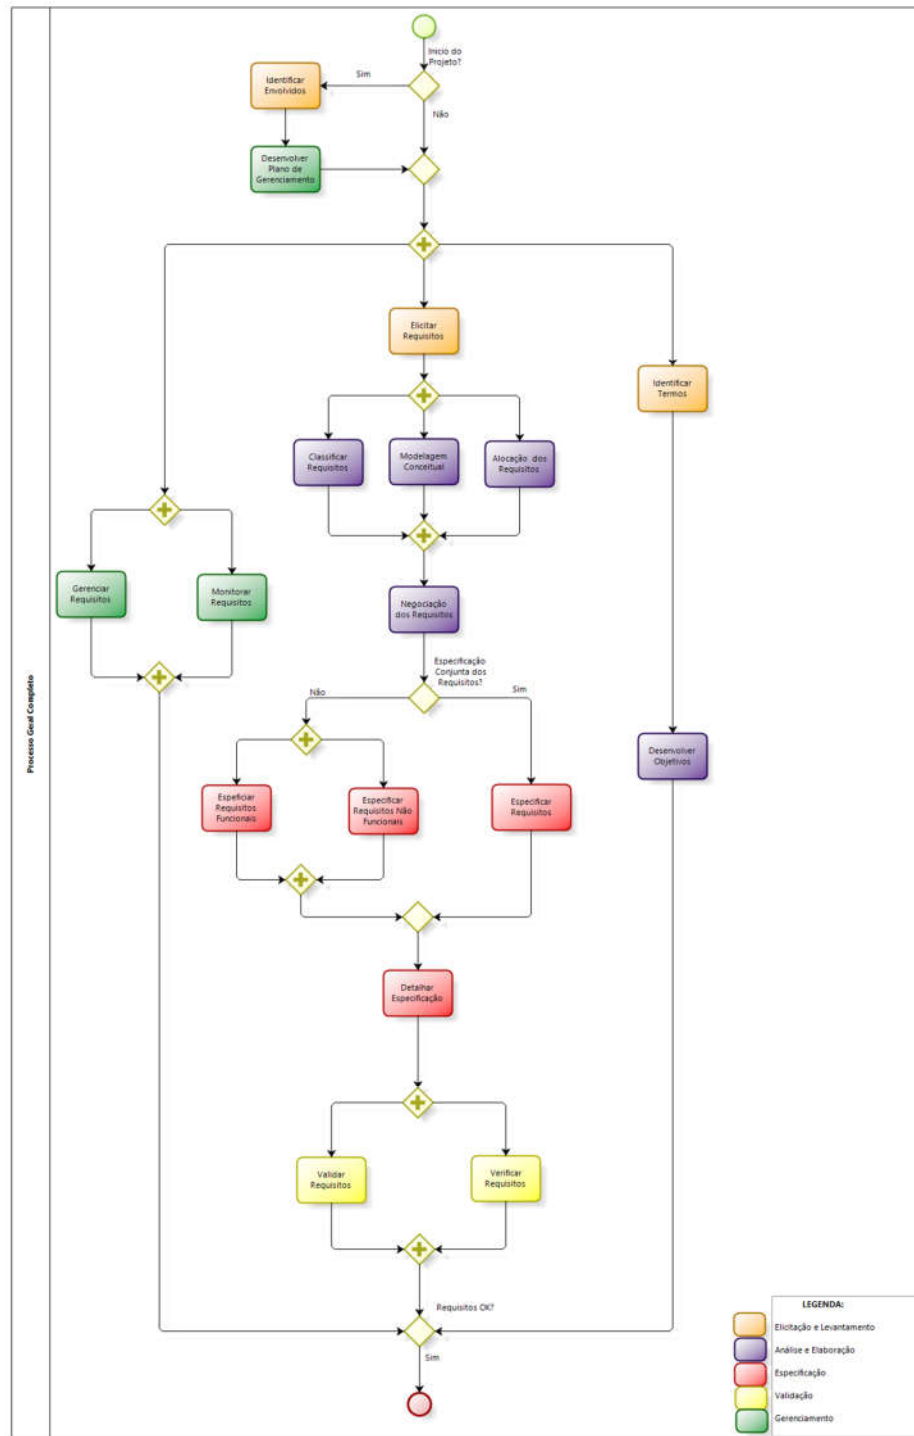 Inicio do
Projeto?
Sim
Identificar
Envolvidos
Não
Desenvolver
Plano de
Gerenciamento
Elicitar
Requisitos
Identificar
Termos
Classificar
Requisitos
Modelagem
Conceitual
Alocação dos
Requisitos
Gerenciar
Requisitos
Monitorar
Requisitos
Negociação
dos Requisitos
Especificação
Conjunta dos
Requisitos?
Não
Sim
Processo Geral Completo
Desenvolver
Objetivos
Espeficiar
Requisitos
Funcionais
Especificar
Requisitos Não
Funcionais
Especificar
Requisitos
Detalhar
Especificação
Validar
Requisitos
Verificar
Requisitos
Requisitos OK?
Sim
LEGENDA:
Elicitação e Levantamento
Análise e Elaboração
Especificação
Validação
Gerenciamento